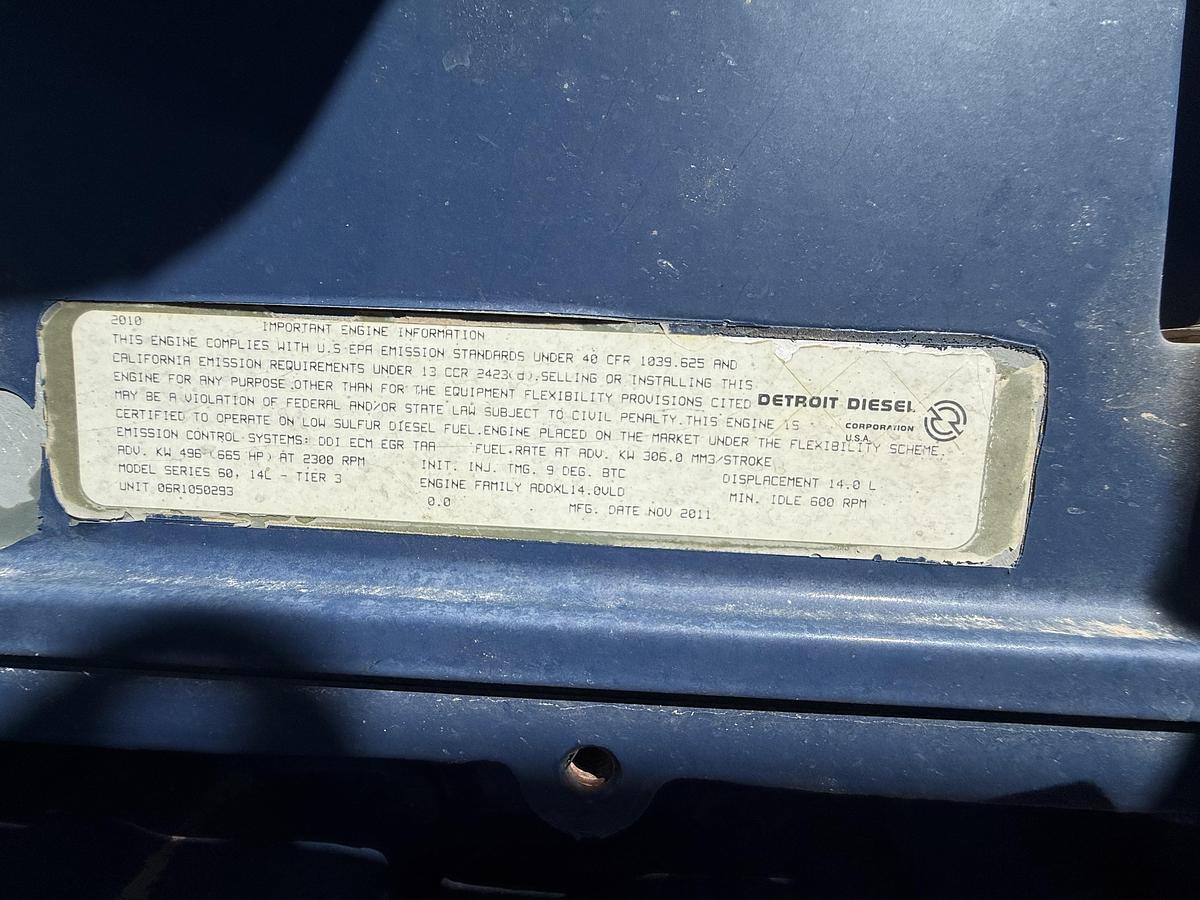 2010 IMPORTANT ENGINE INFORMATION
THIS ENGINE COMPLIES WITH U.S EPA EMISSION STANDARDS UNDER 40 CFR 1039.625 AND
CALIFORNIA EMISSION REQUIREMENTS UNDER 13 CCR 2423(d).SELLING OR INSTALLING THIS
ENGINE FOR ANY PURPOSE OTHER THAN FOR THE EQUIPMENT FLEXIBILITY PROVISIONS CITED
MAY BE A VIOLATION OF FEDERAL AND/OR STATE LAW SUBJECT TO CIVIL PENALTY.THIS ENGINE IS
CERTIFIED TO OPERATE ON LOW SULFUR DIESEL FUEL.ENGINE PLACED ON THE MARKET UNDER THE FLEXIBILITY SCHEME.
EMISSION CONTROL SYSTEMS: DDI ECM EGR TAA FUEL.RATE AT ADV. KW 306.0 MM3/STROKE
ADV. KW 496 (665 HP) AT 2300 RPM INIT. INJ. TMG. 9 DEG. BTC DISPLACEMENT 14.0 L
MODEL SERIES 60, 14L - TIER 3 ENGINE FAMILY ADDXL14.0VLD MIN. IDLE 600 RPM
UNIT 06R1050293 0.0 MFG. DATE NOV 2011
DETROIT DIESEL
CORPORATION
U.S.A.